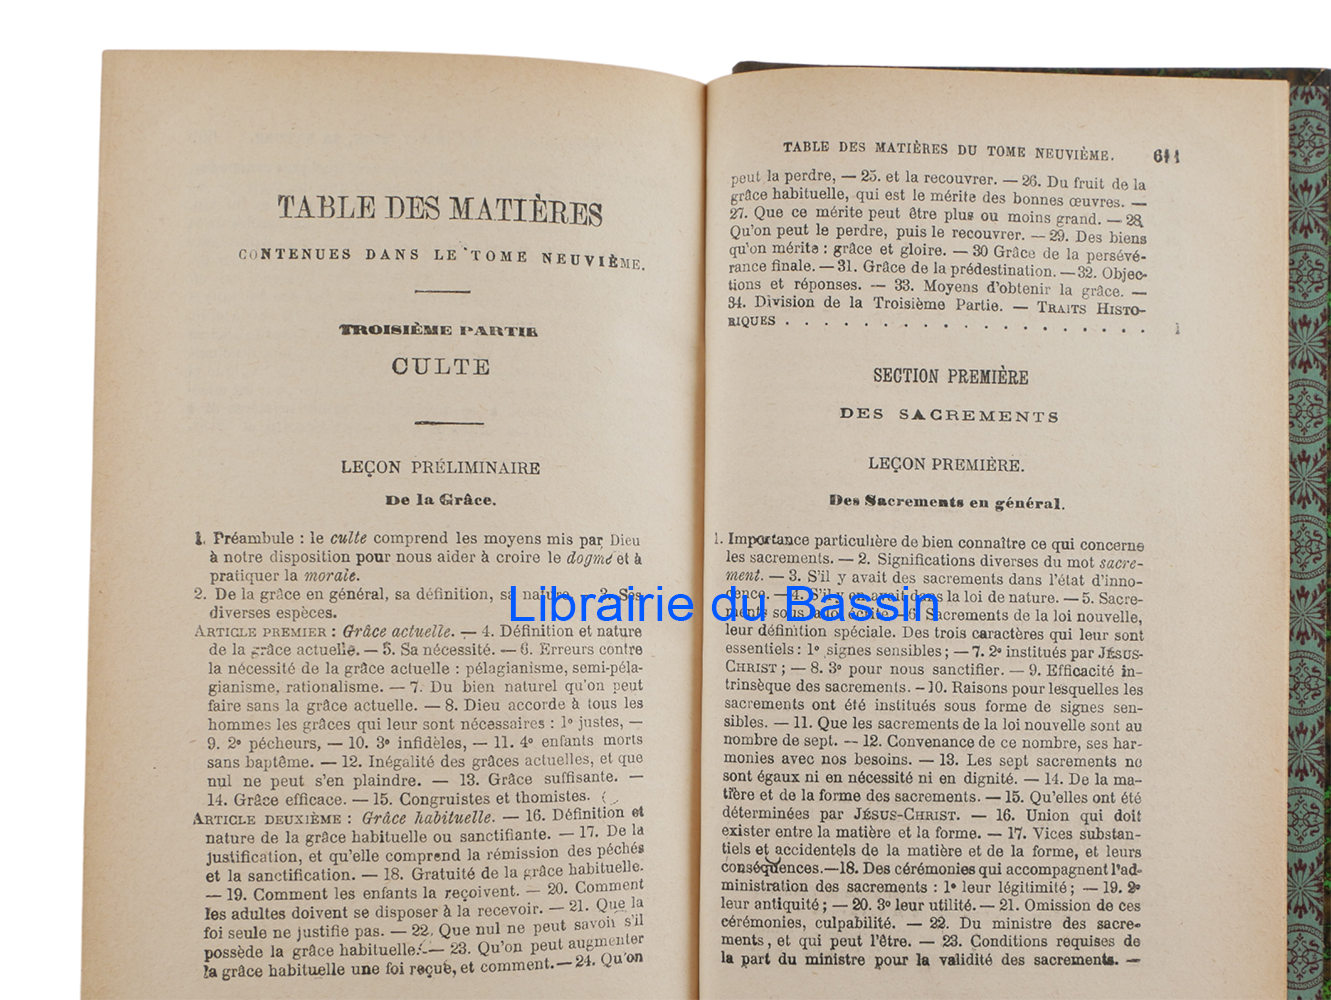 TABLE DES MATIÈRES
CONTENUES DANS LE TOME NEUVIÈME.
TROISIÈME PARTIE
CULTE
LEÇON PRÉLIMINAIRE
De la Grâce.
1. Préambule : le culte comprend les moyens mis par Dieu
à notre disposition pour nous aider à croire le dogme et à
pratiquer la morale.
2. De la grâce en général, sa définition, sa nature. — 3. Ses
diverses espèces.
ARTICLE PREMIER : Grâce actuelle. — 4. Définition et nature
de la grâce actuelle. — 5. Sa nécessité. — 6. Erreurs contre
la nécessité de la grâce actuelle : pélagianisme, semi-péla-
gianisme, rationalisme. — 7. Du bien naturel qu'on peut
faire sans la grâce actuelle. — 8. Dieu accorde à tous les
hommes les grâces qui leur sont nécessaires : 1º justes, —
9. 2º pécheurs, — 10. 3º infidèles, — 11. 4º enfants morts
sans baptême. — 12. Inégalité des grâces actuelles, et que
nul ne peut s'en plaindre. — 13. Grâce suffisante. —
14. Grâce efficace. — 15. Congruistes et thomistes.
ARTICLE DEUXIÈME : Grâce habituelle. — 16. Définition et
nature de la grâce habituelle ou sanctifiante. — 17. De la
justification, et qu'elle comprend la rémission des péchés
et la sanctification. — 18. Gratuité de la grâce habituelle.
— 19. Comment les enfants la reçoivent. — 20. Comment
les adultes doivent se disposer à la recevoir. — 21. Que la
foi seule ne justifie pas. — 22. Que nul ne peut savoir s'il
possède la grâce habituelle. — 23. Qu'on peut augmenter
la grâce habituelle une foi reçue, et comment. — 24. Qu'on
TABLE DES MATIÈRES DU TOME NEUVIÈME. 611
peut la perdre, — 25. et la recouvrer. — 26. Du fruit de la
grâce habituelle, qui est le mérite des bonnes œuvres. —
27. Que ce mérite peut être plus ou moins grand. — 28.
Qu'on peut le perdre, puis le recouvrer. — 29. Des biens
qu'on mérite : grâce et gloire. — 30 Grâce de la persévé-
rance finale. — 31. Grâce de la prédestination. — 32. Objec-
tions et réponses. — 33. Moyens d'obtenir la grâce. —
34. Division de la Troisième Partie. — TRAITS HISTO-
RIQUES . . . . . . . . . . . . . . . . . . . 1
SECTION PREMIÈRE
DES SACREMENTS
LEÇON PREMIÈRE.
Des Sacrements en général.
1. Importance particulière de bien connaître ce qui concerne
les sacrements. — 2. Significations diverses du mot sacre-
ment. — 3. S'il y avait des sacrements dans l'état d'inno-
cence. — 4. S'il y en avait dans la loi de nature. — 5. Sacre-
ments sous la loi écrite. — 6. Sacrements de la loi nouvelle,
leur définition spéciale. Des trois caractères qui leur sont
essentiels : 1º signes sensibles ; — 7. 2º institués par JÉSUS-
CHRIST ; — 8. 3º pour nous sanctifier. — 9. Efficacité in-
trinsèque des sacrements. — 10. Raisons pour lesquelles les
sacrements ont été institués sous forme de signes sen-
sibles. — 11. Que les sacrements de la loi nouvelle sont au
nombre de sept. — 12. Convenance de ce nombre, ses har-
monies avec nos besoins. — 13. Les sept sacrements ne
sont égaux ni en nécessité ni en dignité. — 14. De la ma-
tière et de la forme des sacrements. — 15. Qu'elles ont été
déterminées par JÉSUS-CHRIST. — 16. Union qui doit
exister entre la matière et la forme. — 17. Vices substan-
tiels et accidentels de la matière et de la forme, et leurs
conséquences. — 18. Des cérémonies qui accompagnent l'ad-
ministration des sacrements : 1º leur légitimité ; — 19. 2º
leur antiquité ; — 20. 3º leur utilité. — 21. Omission de ces
cérémonies, culpabilité. — 22. Du ministre des sacre-
ments, et qui peut l'être. — 23. Conditions requises de
la part du ministre pour la validité des sacrements. —
Librairie du Bassin